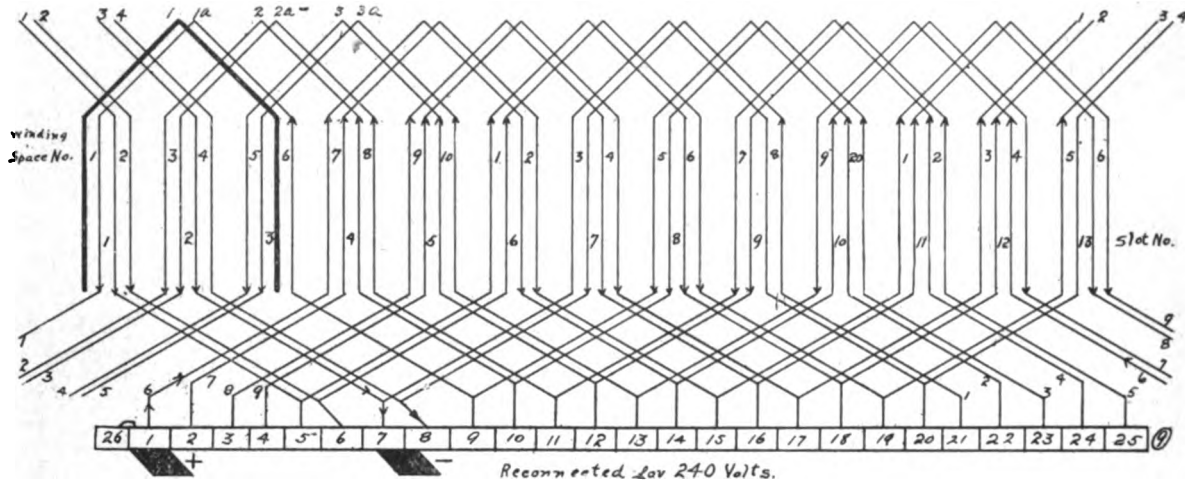 1 2 3 4 1 1a 2 2a 3 3a 1 2 3 4
Winding
Space No. 1 2 3 4 5 6 7 8 9 10 1 2 3 4 5 6 7 8 9 20 1 2 3 4 5 6
1 2 3 4 5 6 7 8 9 10 11 12 13 Slot No.
1 9
2 3 8
4 5 6 7 8 9 1 2 3 4 5 6 7
26 1 2 3 4 5 6 7 8 9 10 11 12 13 14 15 16 17 18 19 20 21 22 23 24 25 9
+ -
Reconnected for 240 Volts.